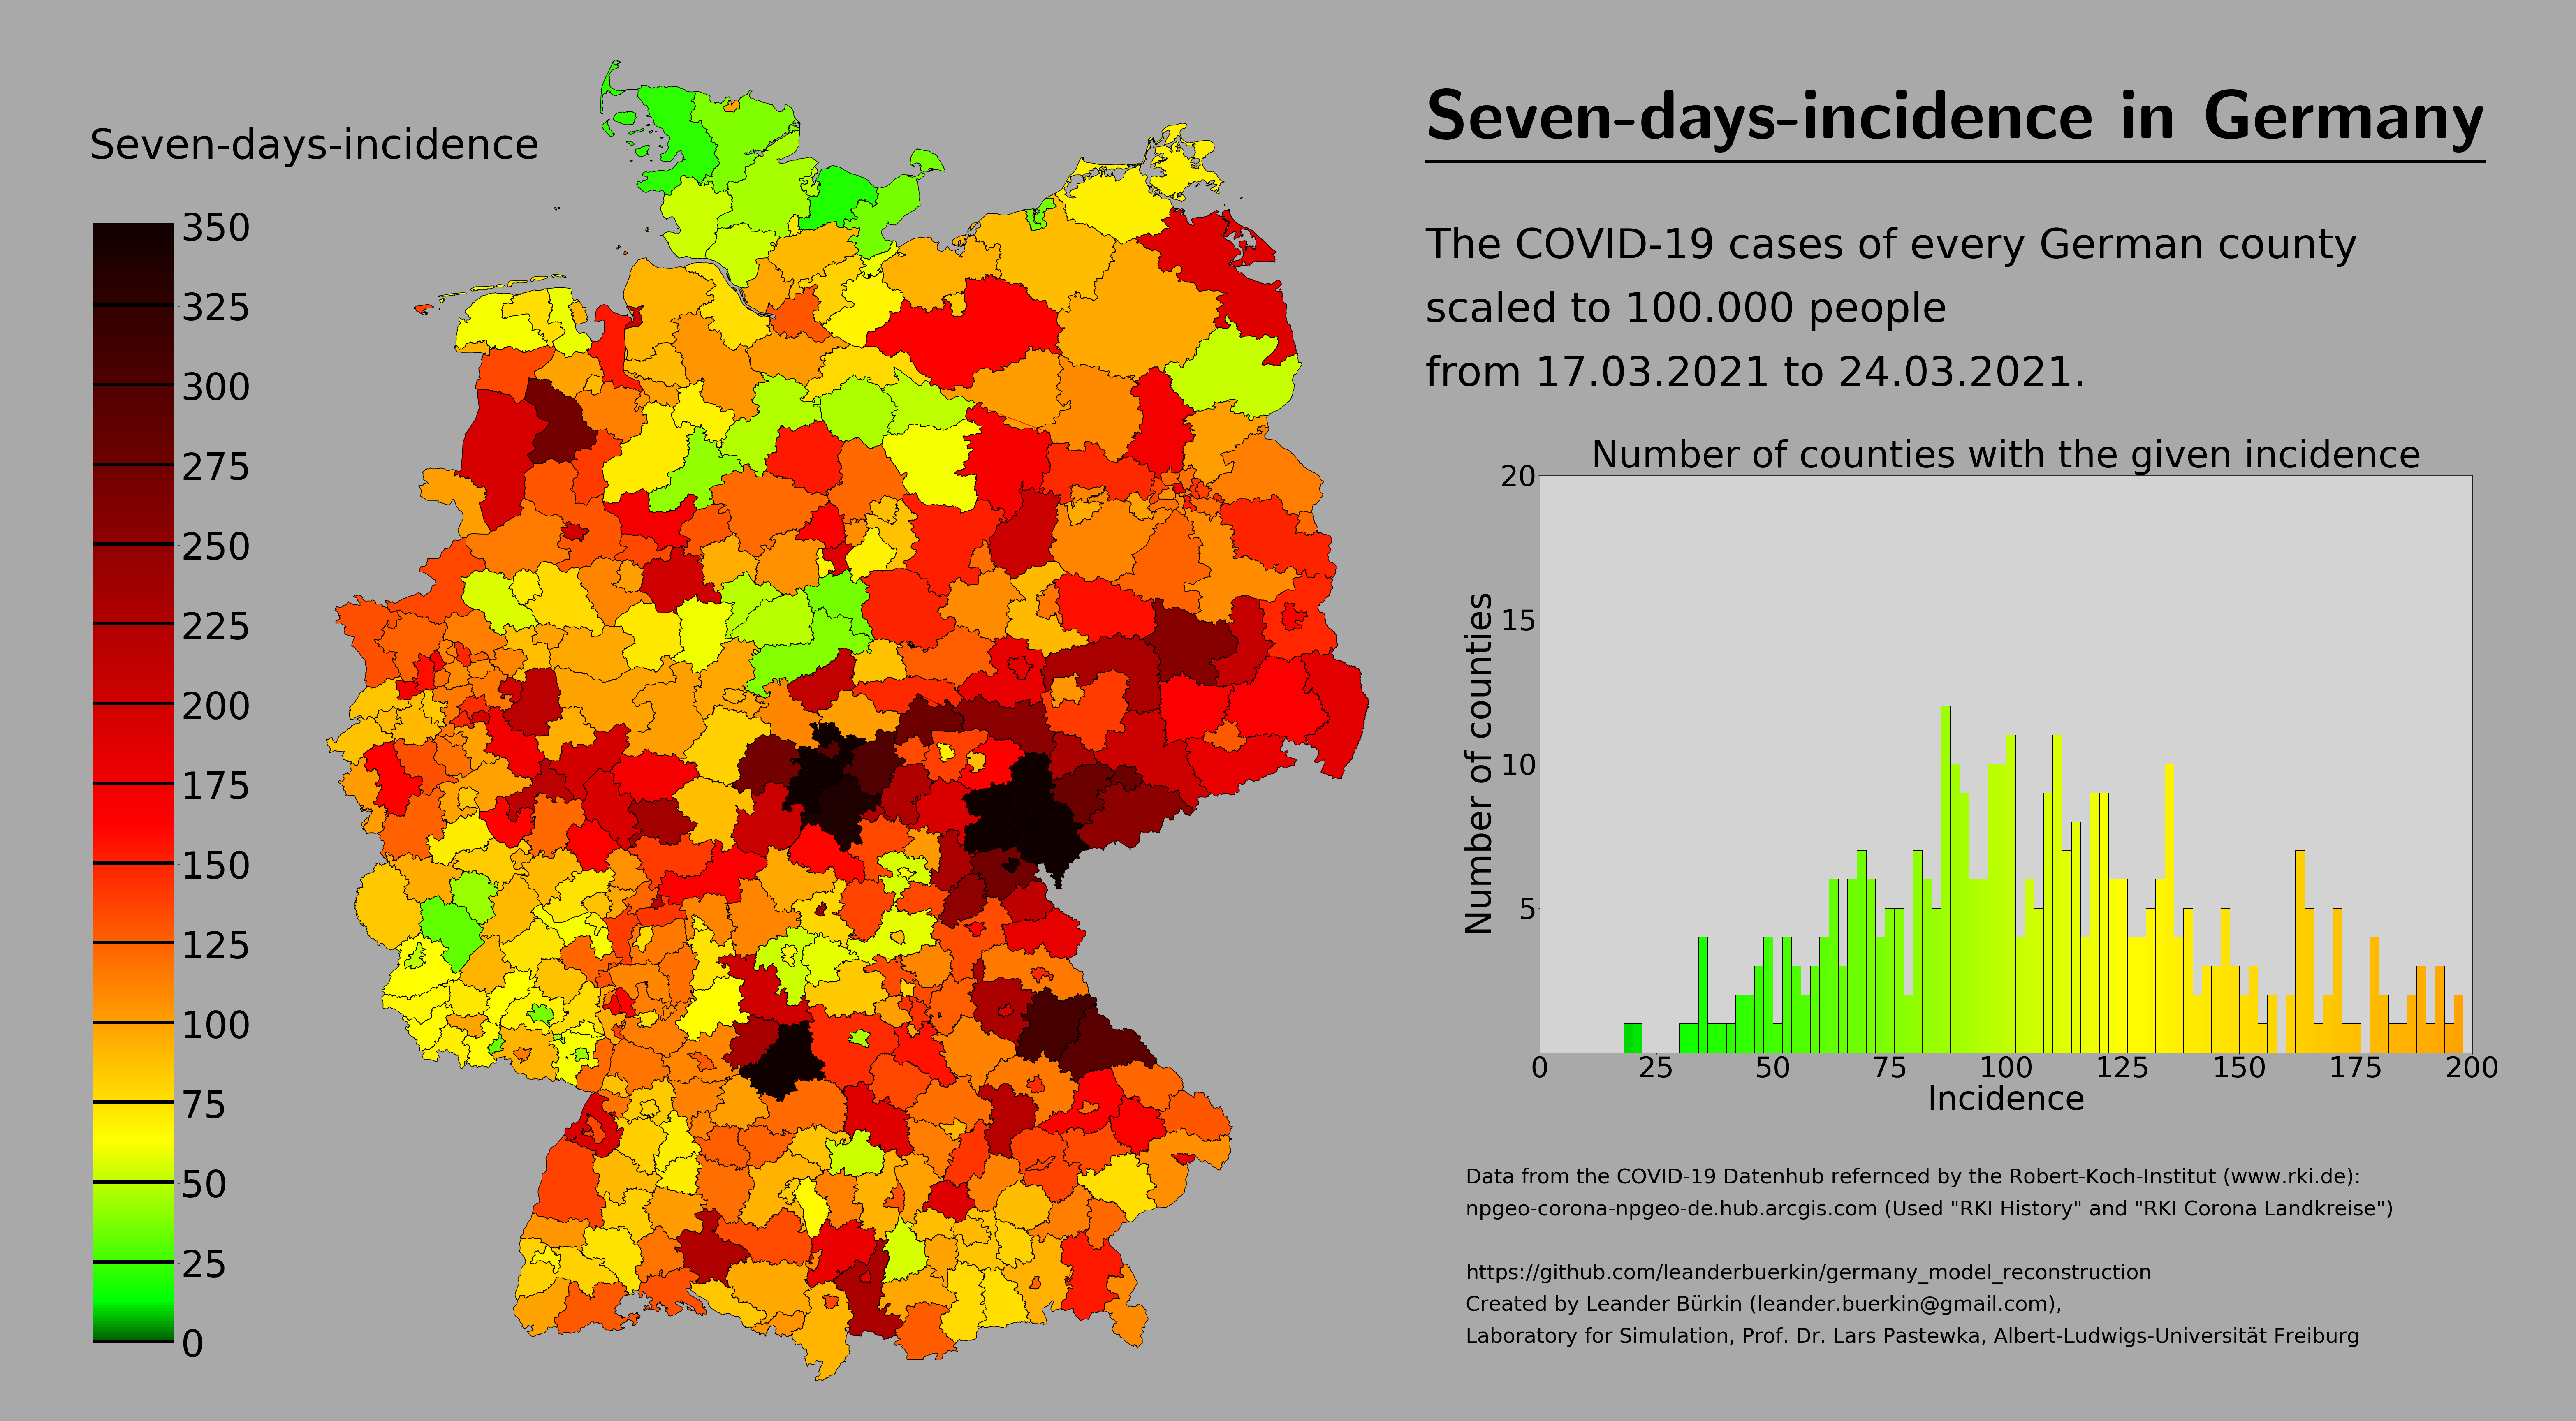 Seven-days-incidence
350
325
300
275
250
225
200
175
150
125
100
75
50
25
0
Seven-days-incidence in Germany
The COVID-19 cases of every German county
scaled to 100.000 people
from 17.03.2021 to 24.03.2021.
Number of counties with the given incidence
20
15
10
5
Number of counties
0 25 50 75 100 125 150 175 200
Incidence
Data from the COVID-19 Datenhub refernced by the Robert-Koch-Institut (www.rki.de):
npgeo-corona-npgeo-de.hub.arcgis.com (Used "RKI History" and "RKI Corona Landkreise")
https://github.com/leanderbuerkin/germany_model_reconstruction
Created by Leander Bürkin (leander.buerkin@gmail.com),
Laboratory for Simulation, Prof. Dr. Lars Pastewka, Albert-Ludwigs-Universität Freiburg